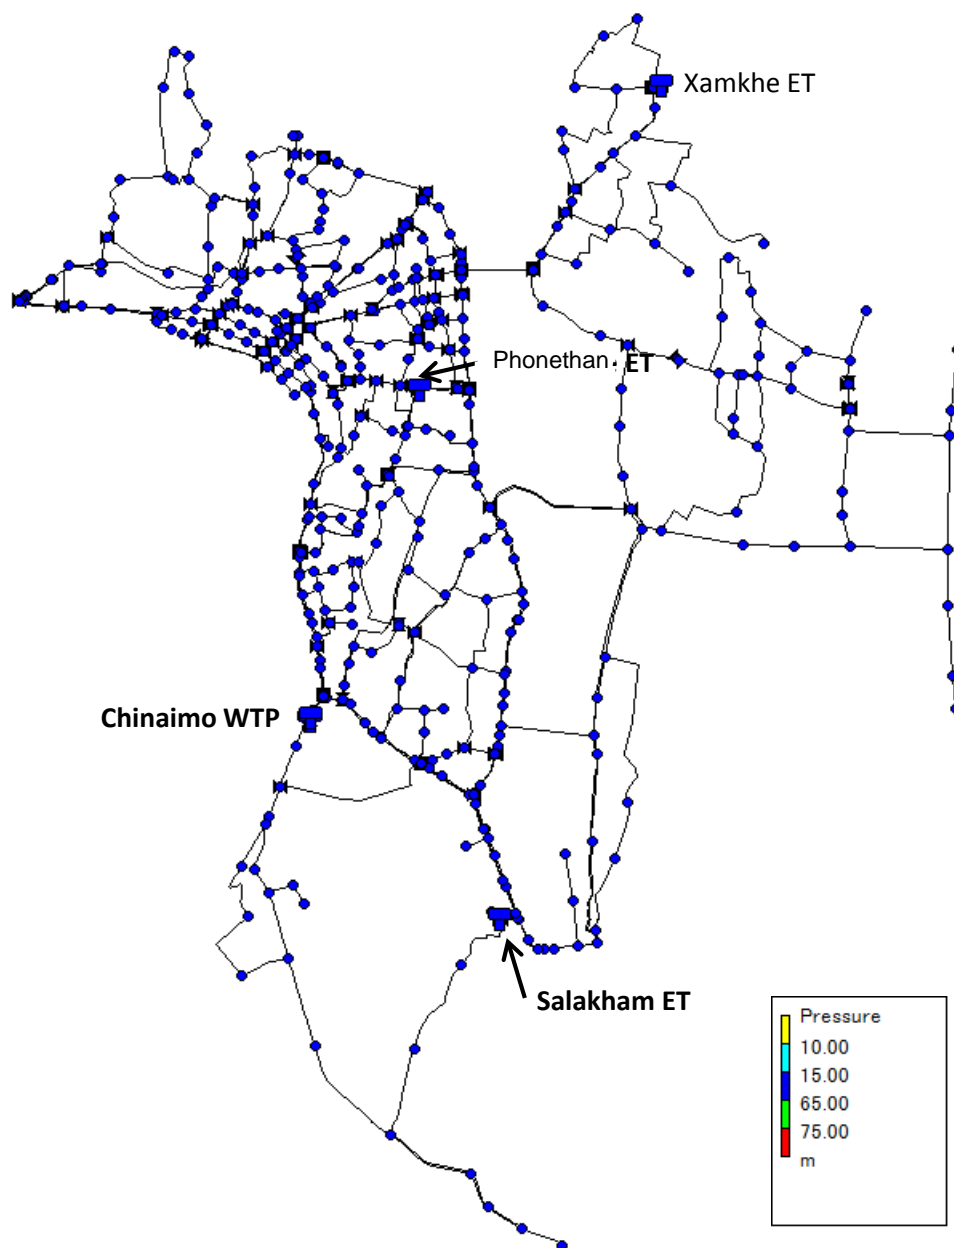 Xamkhe ET
Phonethan ET
Chinaimo WTP
Salakham ET
Pressure
10.00
15.00
65.00
75.00
m